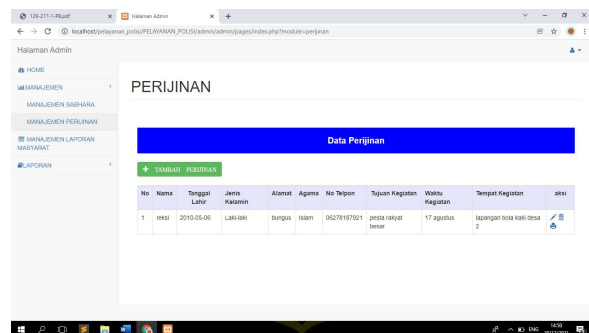 129-217-1-PB.pdf
Halaman Admin
localhost/pelayanan_polisi/PELAYANAN_POLISI/admin/admin/pages/index.php?module=perijinan
Halaman Admin
HOME
MANAJEMEN
MANAJEMEN SABHARA
MANAJEMEN PERIJINAN
MANAJEMEN LAPORAN
MASYARAT
LAPORAN
PERIJINAN
Data Perijinan
+ TAMBAH PERIJINAN
No Nama Tanggal Lahir Jenis Kelamin Alamat Agama No Telpon Tujuan Kegiatan Waktu Kegiatan Tempat Kegiatan aksi
1 reksi 2010-05-06 Laki-laki bungus Islam 06278187921 pesta rakyat besar 17 agustus lapangan bola kaki desa 2
ENG
14:50